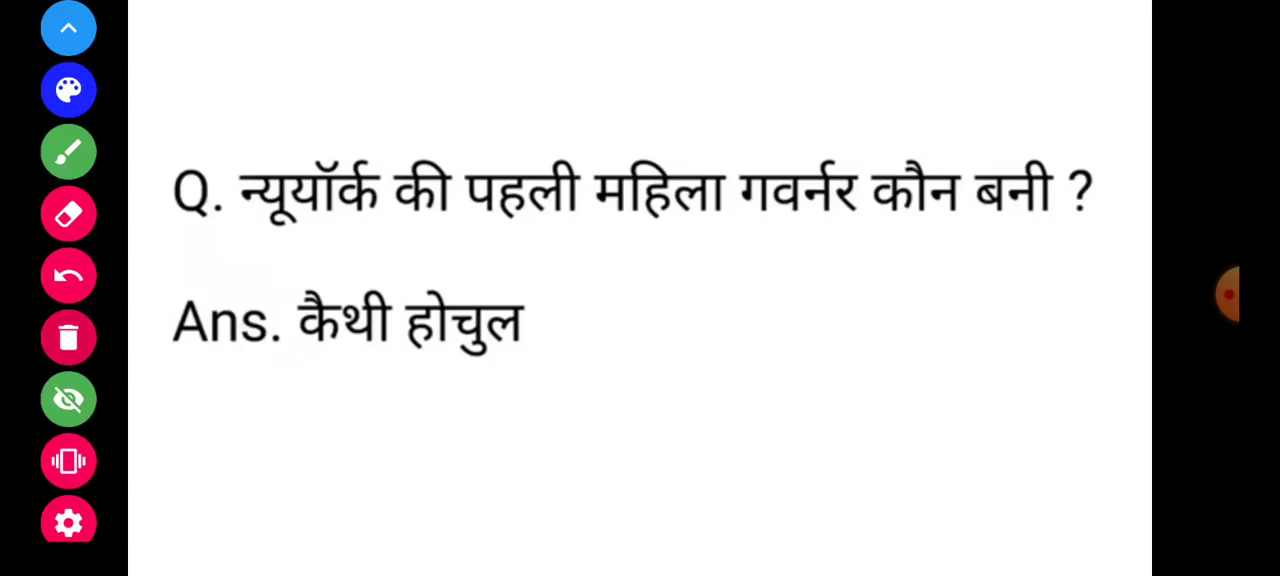 Q. न्यूयॉर्क की पहली महिला गवर्नर कौन बनी ?
Ans. कैथी होचुल